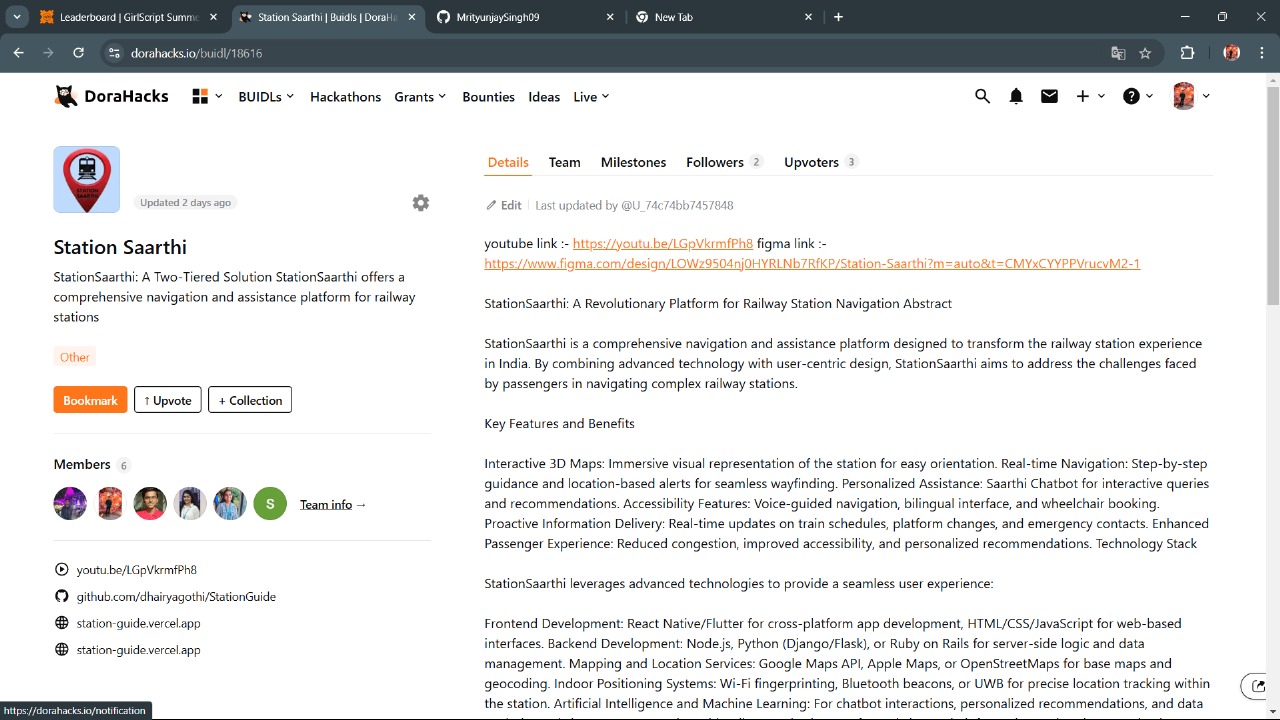 Leaderboard | GirlScript Summe
Station Saarthi | Buidls | DoraHa
MrityunjaySingh09
New Tab
dorahacks.io/buidl/18616
DoraHacks
BUIDLs
Hackathons
Grants
Bounties
Ideas
Live
STATION
SAARTHI
Updated 2 days ago
Station Saarthi
StationSaarthi: A Two-Tiered Solution StationSaarthi offers a
comprehensive navigation and assistance platform for railway
stations
Other
Bookmark
↑ Upvote
+ Collection
Members 6
S
Team info →
youtu.be/LGpVkrmfPh8
github.com/dhairyagothi/StationGuide
station-guide.vercel.app
station-guide.vercel.app
Details
Team
Milestones
Followers 2
Upvoters 3
Edit
Last updated by @U_74c74bb7457848
youtube link :- https://youtu.be/LGpVkrmfPh8 figma link :-
https://www.figma.com/design/LOWz9504nj0HYRLNb7RfKP/Station-Saarthi?m=auto&t=CMYxCYYPPVrucvM2-1
StationSaarthi: A Revolutionary Platform for Railway Station Navigation Abstract
StationSaarthi is a comprehensive navigation and assistance platform designed to transform the railway station experience
in India. By combining advanced technology with user-centric design, StationSaarthi aims to address the challenges faced
by passengers in navigating complex railway stations.
Key Features and Benefits
Interactive 3D Maps: Immersive visual representation of the station for easy orientation. Real-time Navigation: Step-by-step
guidance and location-based alerts for seamless wayfinding. Personalized Assistance: Saarthi Chatbot for interactive queries
and recommendations. Accessibility Features: Voice-guided navigation, bilingual interface, and wheelchair booking.
Proactive Information Delivery: Real-time updates on train schedules, platform changes, and emergency contacts. Enhanced
Passenger Experience: Reduced congestion, improved accessibility, and personalized recommendations. Technology Stack
StationSaarthi leverages advanced technologies to provide a seamless user experience:
Frontend Development: React Native/Flutter for cross-platform app development, HTML/CSS/JavaScript for web-based
interfaces. Backend Development: Node.js, Python (Django/Flask), or Ruby on Rails for server-side logic and data
management. Mapping and Location Services: Google Maps API, Apple Maps, or OpenStreetMaps for base maps and
geocoding. Indoor Positioning Systems: Wi-Fi fingerprinting, Bluetooth beacons, or UWB for precise location tracking within
the station. Artificial Intelligence and Machine Learning: For chatbot interactions, personalized recommendations, and data
https://dorahacks.io/notification